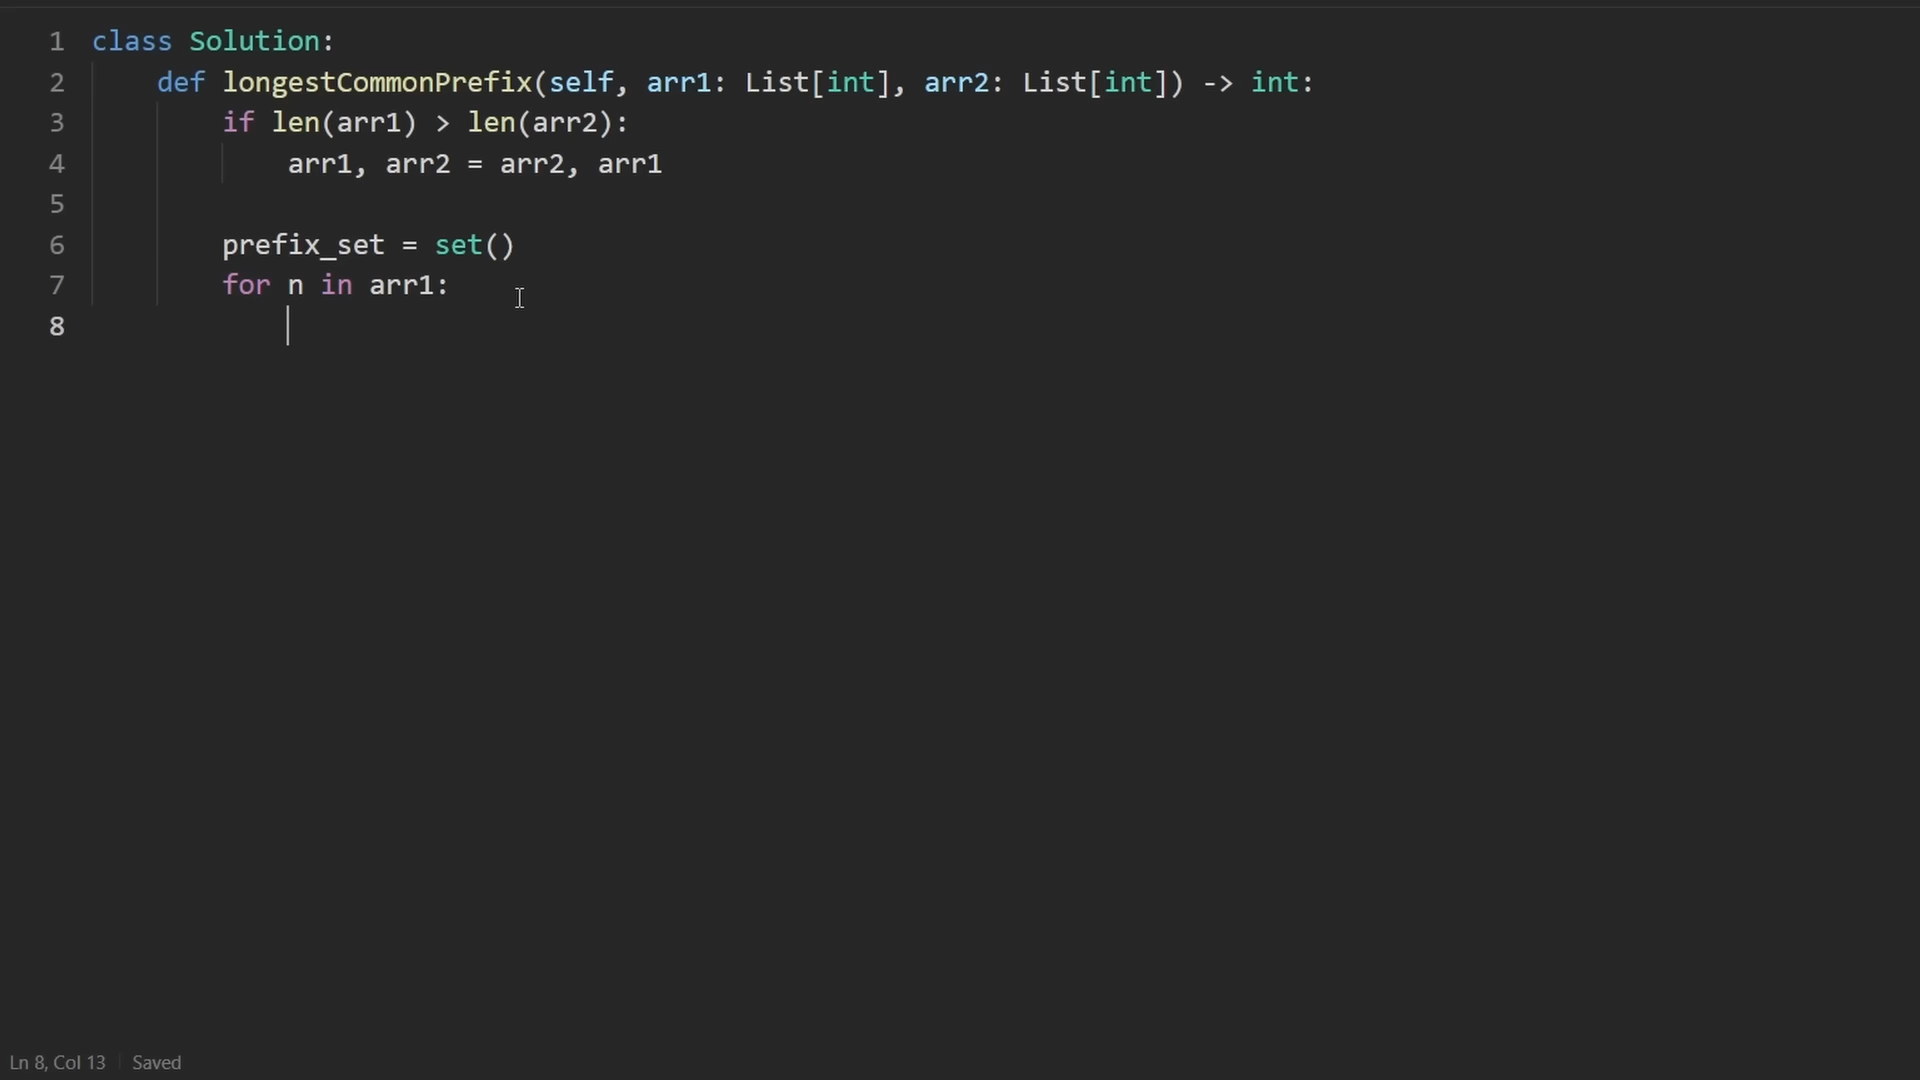 1 class Solution:
2 def longestCommonPrefix(self, arr1: List[int], arr2: List[int]) -> int:
3 if len(arr1) > len(arr2):
4 arr1, arr2 = arr2, arr1
5
6 prefix_set = set()
7 for n in arr1:
8
Ln 8, Col 13 Saved